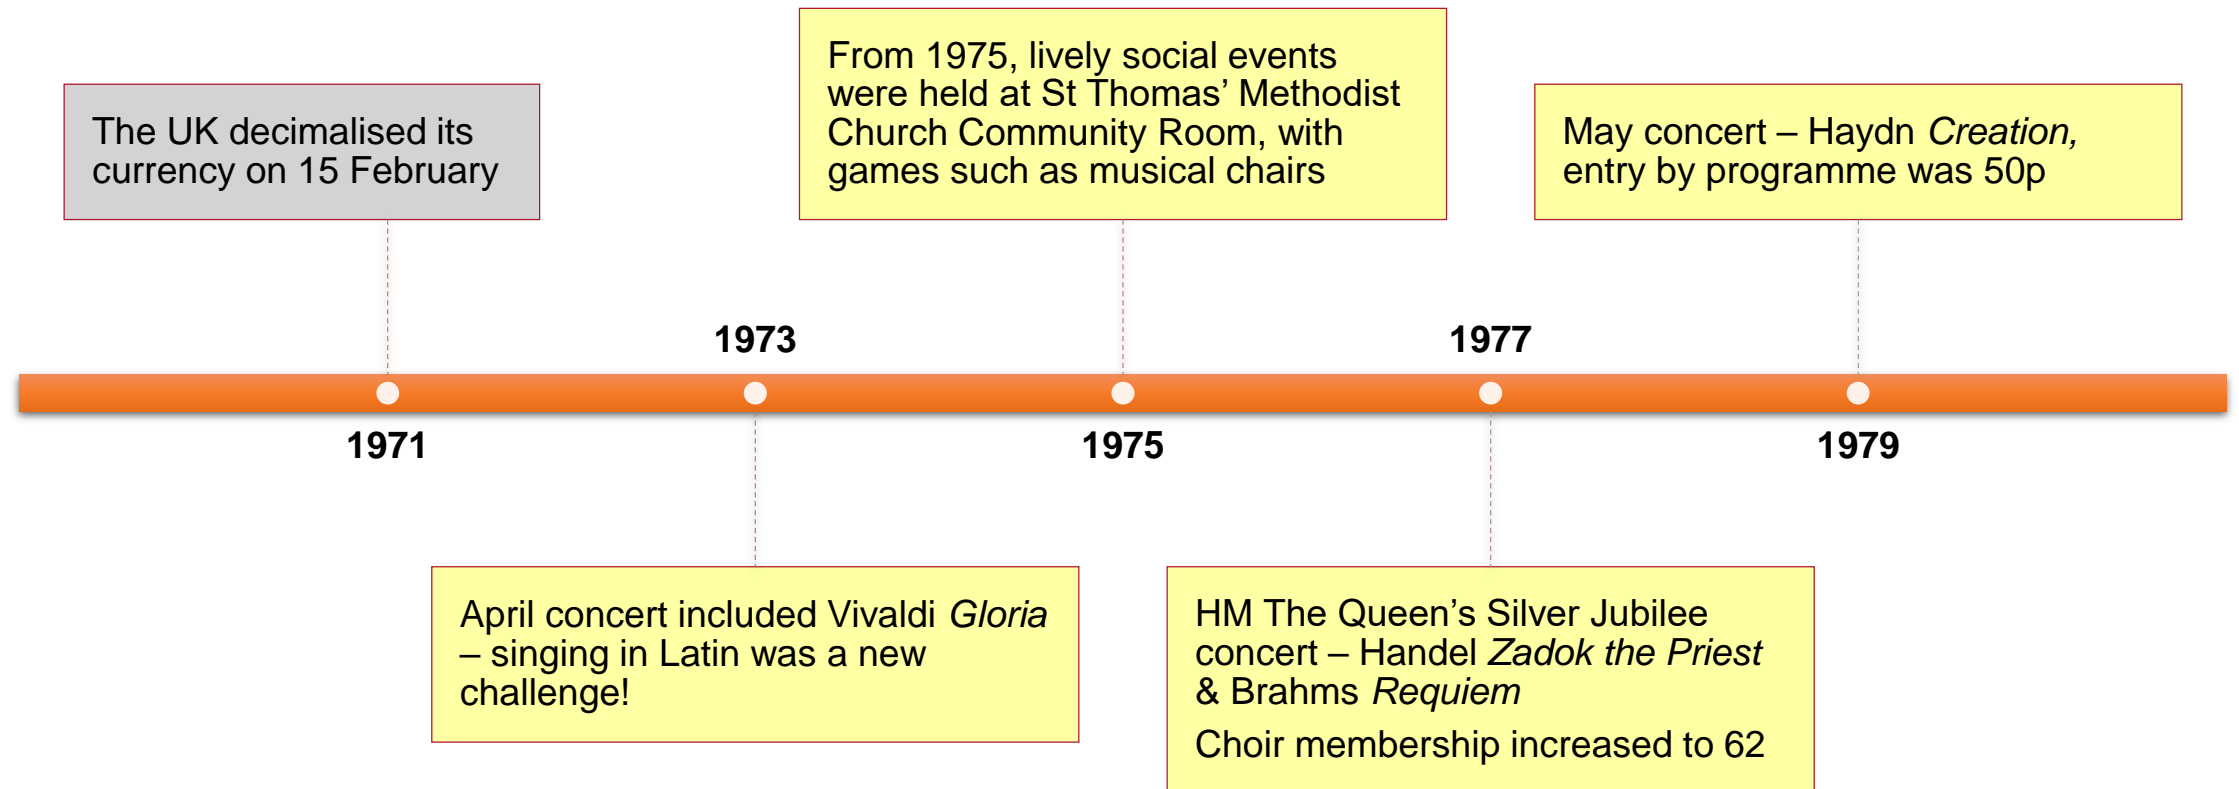 The UK decimalised its
currency on 15 February
1971
1973
April concert included Vivaldi Gloria
– singing in Latin was a new
challenge!
From 1975, lively social events
were held at St Thomas’ Methodist
Church Community Room, with
games such as musical chairs
1975
1977
HM The Queen’s Silver Jubilee
concert – Handel Zadok the Priest
& Brahms Requiem
Choir membership increased to 62
May concert – Haydn Creation,
entry by programme was 50p
1979